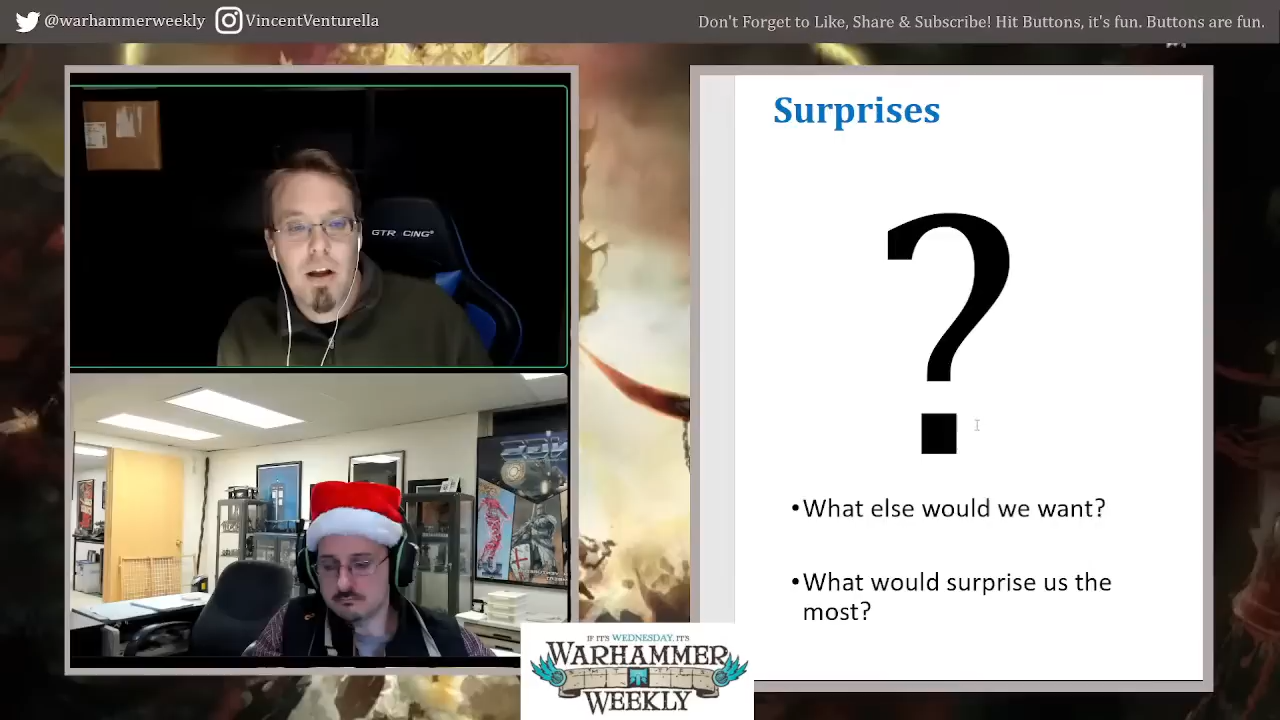 @warhammerweekly
VincentVenturella
Don't Forget to Like, Share & Subscribe! Hit Buttons, it's fun. Buttons are fun.
GTR CING
Surprises
?
•What else would we want?
•What would surprise us the
most?
IF IT'S WEDNESDAY, IT'S
WARHAMMER
WEEKLY